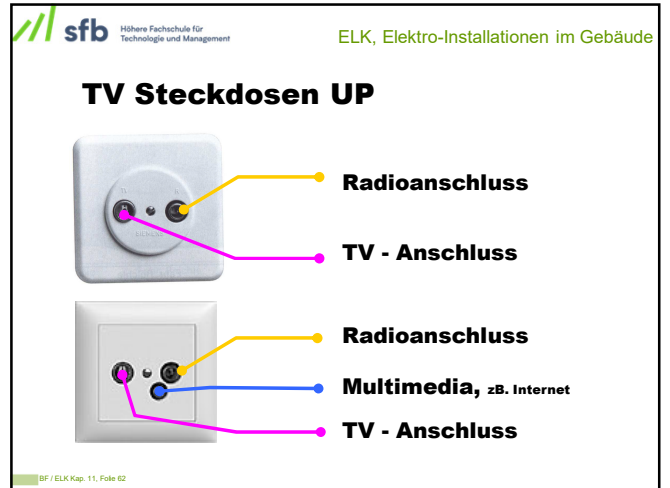 sfb Höhere Fachschule für
Technologie und Management
ELK, Elektro-Installationen im Gebäude
TV Steckdosen UP
Radioanschluss
TV - Anschluss
Radioanschluss
Multimedia, zB. Internet
TV - Anschluss
BF / ELK Kap. 11, Folie 62